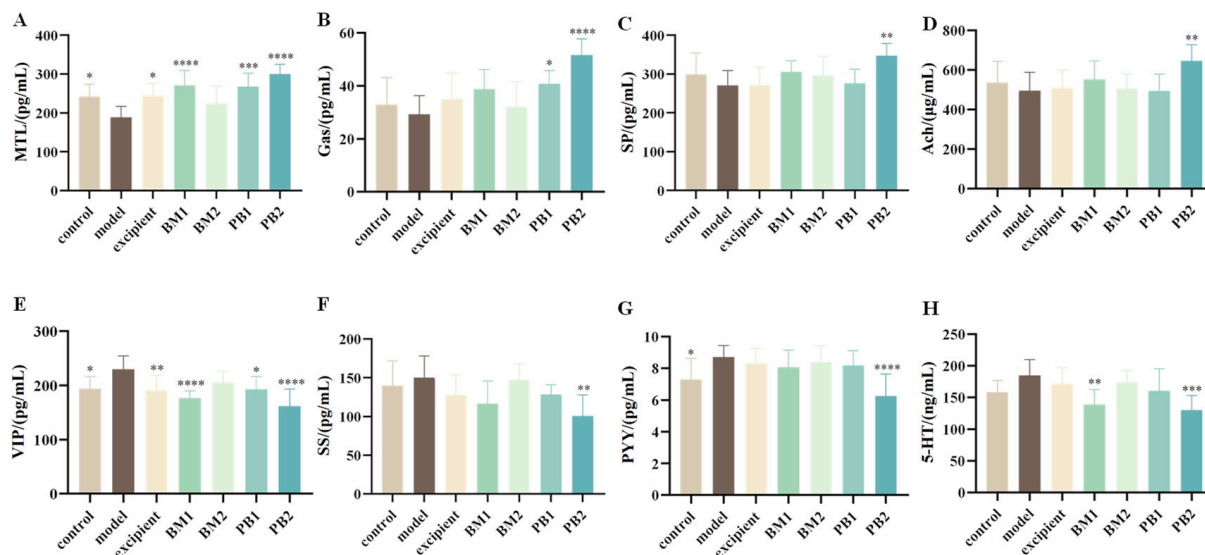 A
MTL/(pg/mL)
400
300
200
100
0
* * **** *** ****
control model excipient BM1 BM2 PB1 PB2
B
Gas/(pg/mL)
60
40
20
0
* ****
control model excipient BM1 BM2 PB1 PB2
C
SP/(pg/mL)
400
300
200
100
0
**
control model excipient BM1 BM2 PB1 PB2
D
Ach/(μg/mL)
800
600
400
200
0
**
control model excipient BM1 BM2 PB1 PB2
E
VIP/(pg/mL)
300
200
100
0
* ** **** * ****
control model excipient BM1 BM2 PB1 PB2
F
SS/(pg/mL)
200
150
100
50
0
**
control model excipient BM1 BM2 PB1 PB2
G
PYY/(pg/mL)
10
8
6
4
2
0
* ****
control model excipient BM1 BM2 PB1 PB2
H
5-HT/(ng/mL)
250
200
150
100
50
0
** ***
control model excipient BM1 BM2 PB1 PB2